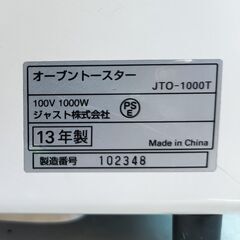 オーブントースター
JTO-1000T
100V 1000W
ジャスト株式会社
PSE
13年製
Made in China
製造番号 102348